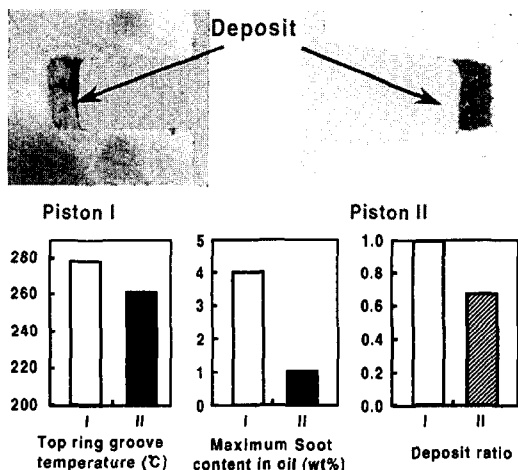 Deposit
Piston I
Piston II
280
260
240
220
200
I
II
Top ring groove
temperature (℃)
5
4
3
2
1
0
I
II
Maximum Soot
content in oil (wt%)
1.0
0.8
0.6
0.4
0.2
0.0
I
II
Deposit ratio